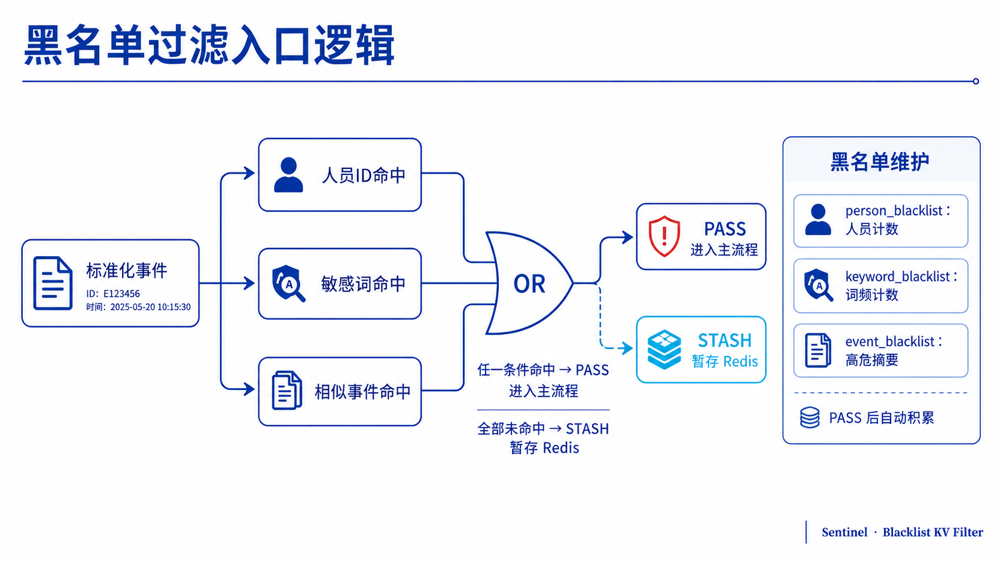 黑名单过滤入口逻辑
标准化事件
ID：E123456
时间：2025-05-20 10:15:30
人员ID命中
A
敏感词命中
相似事件命中
OR
任一条件命中 → PASS
进入主流程
全部未命中 → STASH
暂存 Redis
PASS
进入主流程
STASH
暂存 Redis
黑名单维护
person_blacklist：
人员计数
A
keyword_blacklist：
词频计数
event_blacklist：
高危摘要
PASS 后自动积累
Sentinel · Blacklist KV Filter